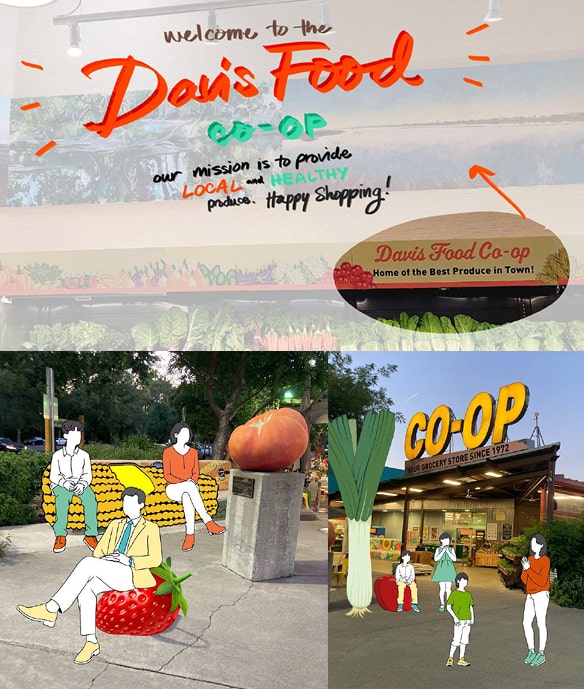 welcome to the
Davis Food
CO-OP
our mission is to provide
LOCAL and HEALTHY
produce. Happy Shopping!
Davis Food Co-op
Home of the Best Produce in Town!
CO-OP
YOUR GROCERY STORE SINCE 1972